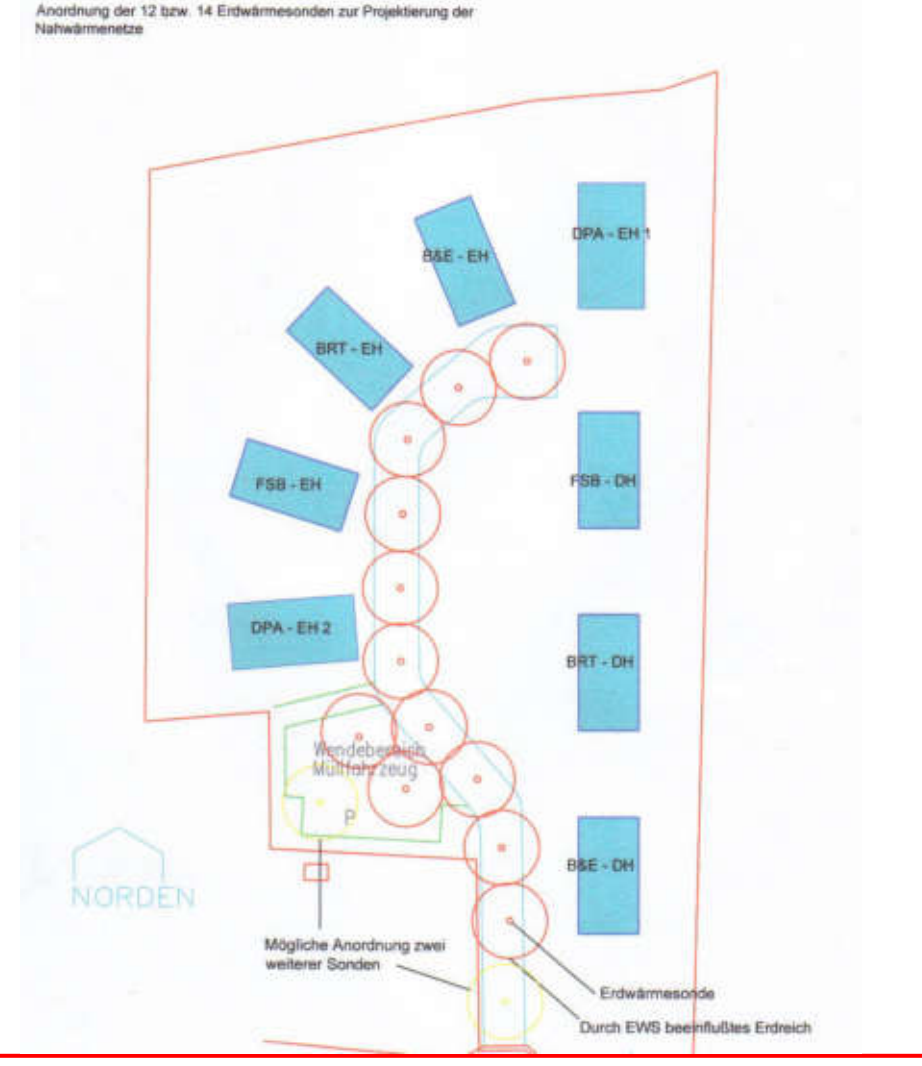 Anordnung der 12 bzw. 14 Erdwärmesonden zur Projektierung der
Nahwärmenetze
DPA - EH 1
B&E - EH
BRT - EH
FSB - EH
FSB - DH
DPA - EH 2
BRT - DH
Wendebereich
Müllfahrzeug
P
B&E - DH
NORDEN
Mögliche Anordnung zwei
weiterer Sonden
Erdwärmesonde
Durch EWS beeinflußtes Erdreich